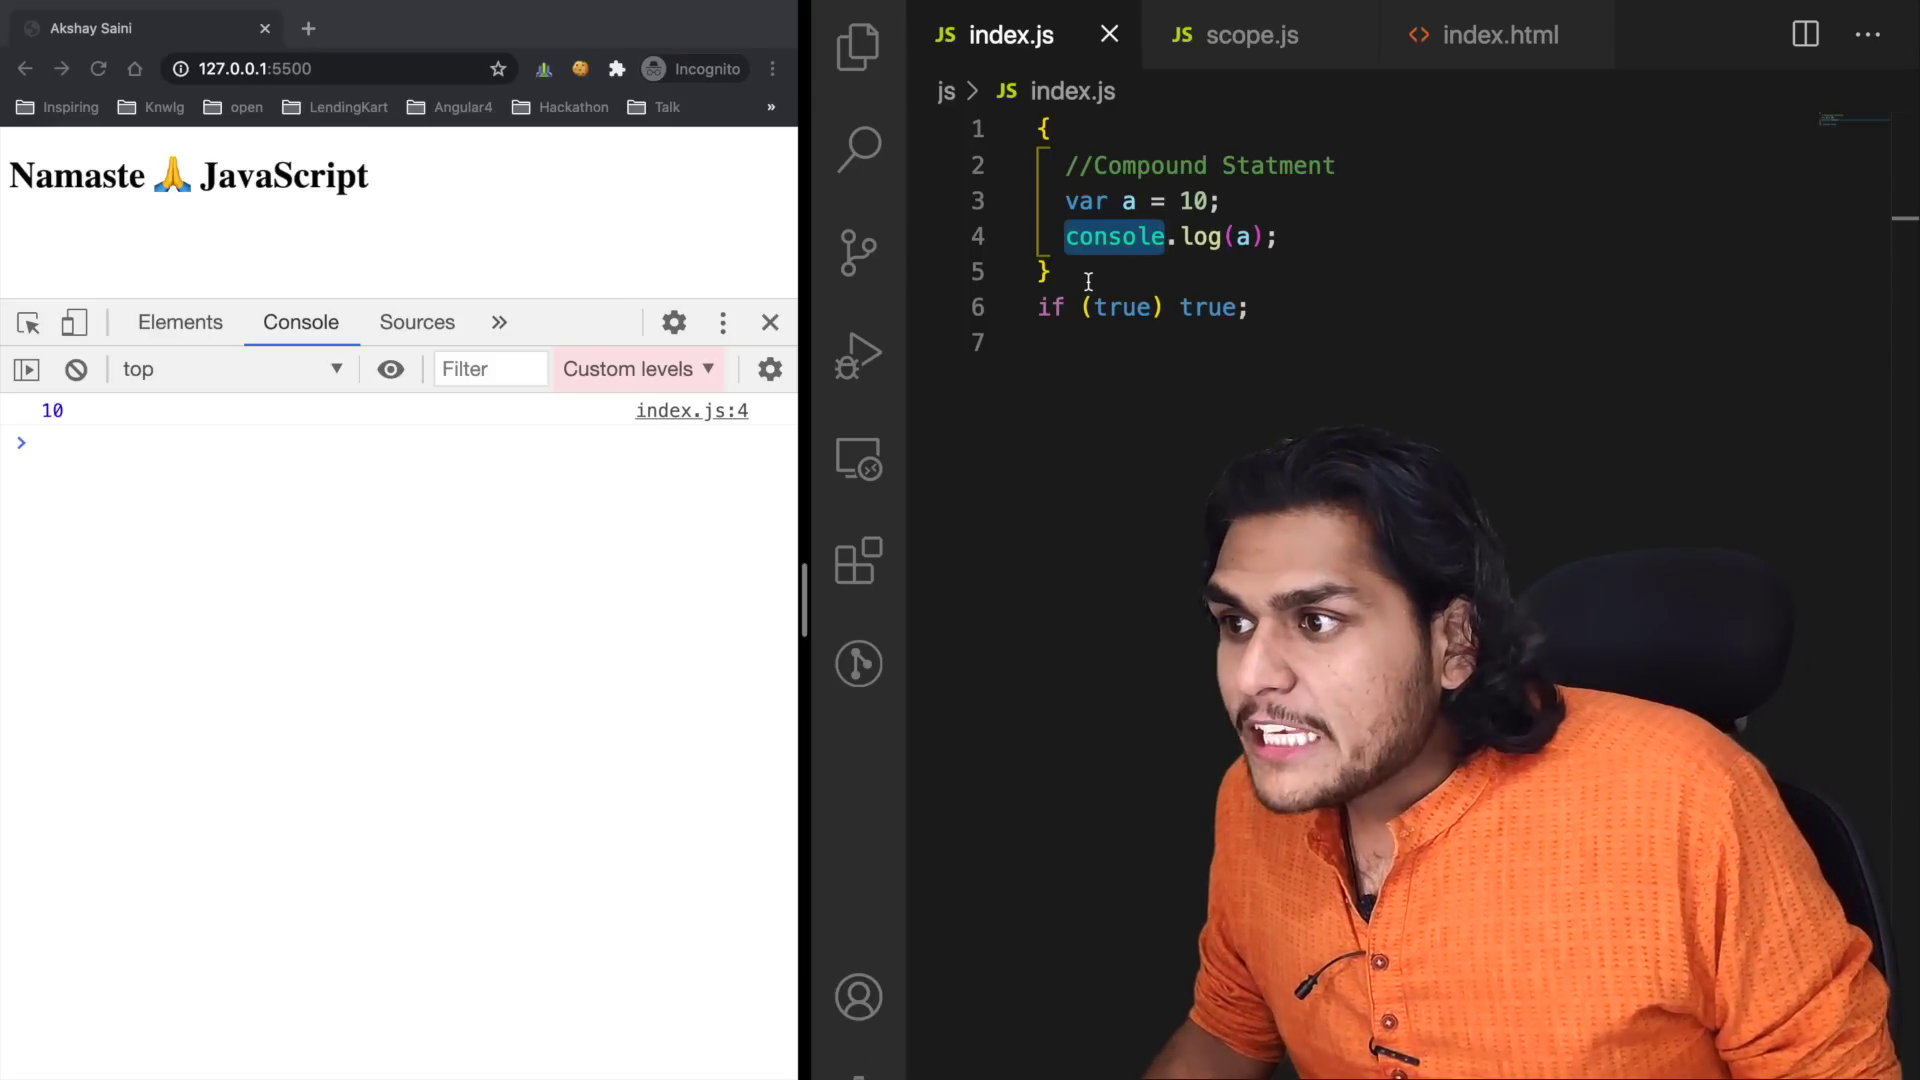 Akshay Saini
127.0.0.1:5500
Incognito
Inspiring Knwlg open LendingKart Angular4 Hackathon Talk »
Namaste 🙏 JavaScript
Elements Console Sources »
top Filter Custom levels ▼
10 index.js:4
>
JS index.js JS scope.js <> index.html
js > JS index.js
1 {
2 //Compound Statment
3 var a = 10;
4 console.log(a);
5 }
6 if (true) true;
7